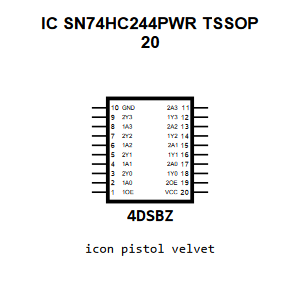 IC SN74HC244PWR TSSOP
20
10 GND 2A3 11
9 2Y3 1Y3 12
8 1A3 2A2 13
7 2Y2 1Y2 14
6 1A2 2A1 15
5 2Y1 1Y1 16
4 1A1 2A0 17
3 2Y0 1Y0 18
2 1A0 2OE 19
1 1OE VCC 20
4DSBZ
icon pistol velvet